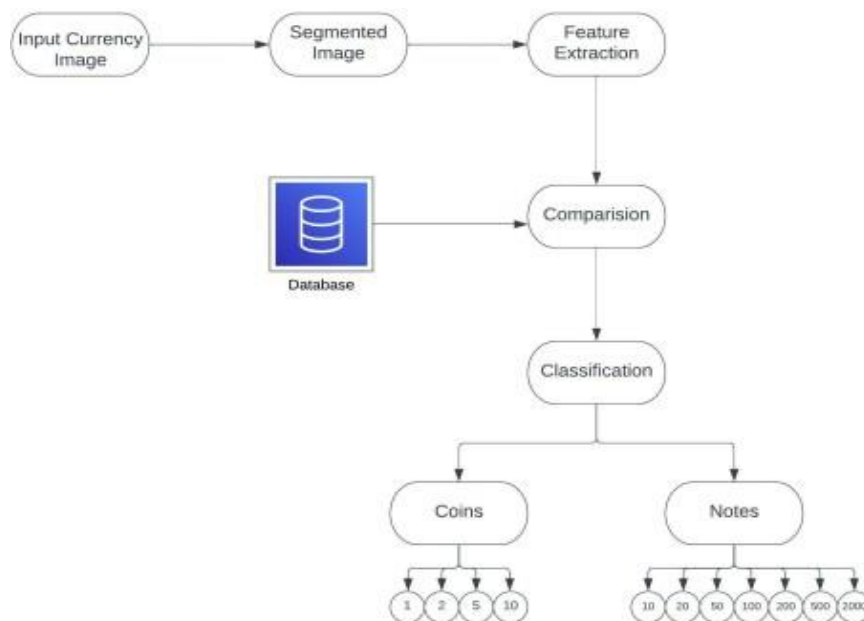 Input Currency
Image
Segmented
Image
Feature
Extraction
Comparision
Database
Classification
Coins
Notes
1 2 5 10
10 20 50 100 200 500 2000